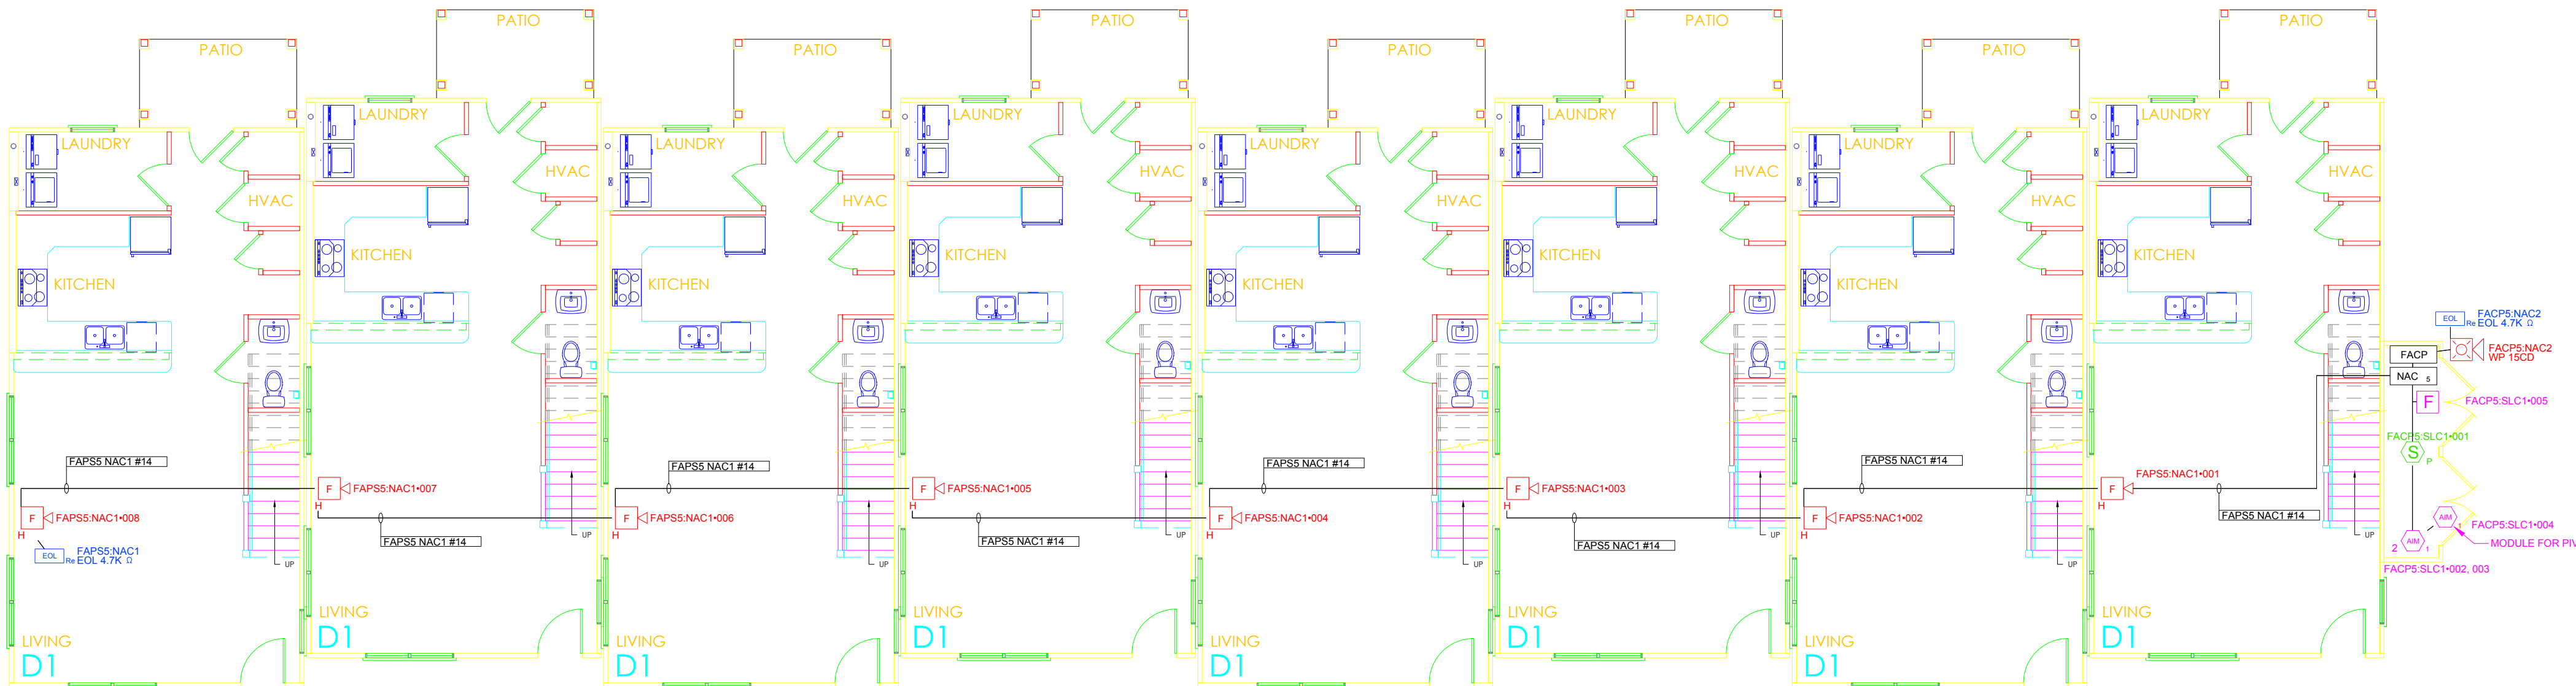 PATIO
PATIO
PATIO
PATIO
PATIO
PATIO
PATIO
PATIO
LAUNDRY
LAUNDRY
LAUNDRY
LAUNDRY
LAUNDRY
LAUNDRY
LAUNDRY
LAUNDRY
HVAC
HVAC
HVAC
HVAC
HVAC
HVAC
HVAC
HVAC
KITCHEN
KITCHEN
KITCHEN
KITCHEN
KITCHEN
KITCHEN
KITCHEN
KITCHEN
EOL
FACP5:NAC2
Re EOL 4.7K Ω
FACP
FACP5:NAC2
WP 15CD
NAC 5
F
FACP5:SLC1•005
FACP5:SLC1•001
S P
FAPS5 NAC1 #14
FAPS5 NAC1 #14
FAPS5 NAC1 #14
FAPS5 NAC1 #14
F FAPS5:NAC1•007
H
F FAPS5:NAC1•005
H
F FAPS5:NAC1•003
H
F FAPS5:NAC1•001
H
F FAPS5:NAC1•008
H
F FAPS5:NAC1•006
H
F FAPS5:NAC1•004
H
F FAPS5:NAC1•002
H
FAPS5 NAC1 #14
FAPS5 NAC1 #14
FAPS5 NAC1 #14
FAPS5 NAC1 #14
AIM 1
FACP5:SLC1•004
MODULE FOR PIV
2 AIM 1
FACP5:SLC1•002, 003
EOL
FAPS5:NAC1
Re EOL 4.7K Ω
UP
UP
UP
UP
UP
UP
UP
UP
LIVING
D1
LIVING
D1
LIVING
D1
LIVING
D1
LIVING
D1
LIVING
D1
LIVING
D1
LIVING
D1